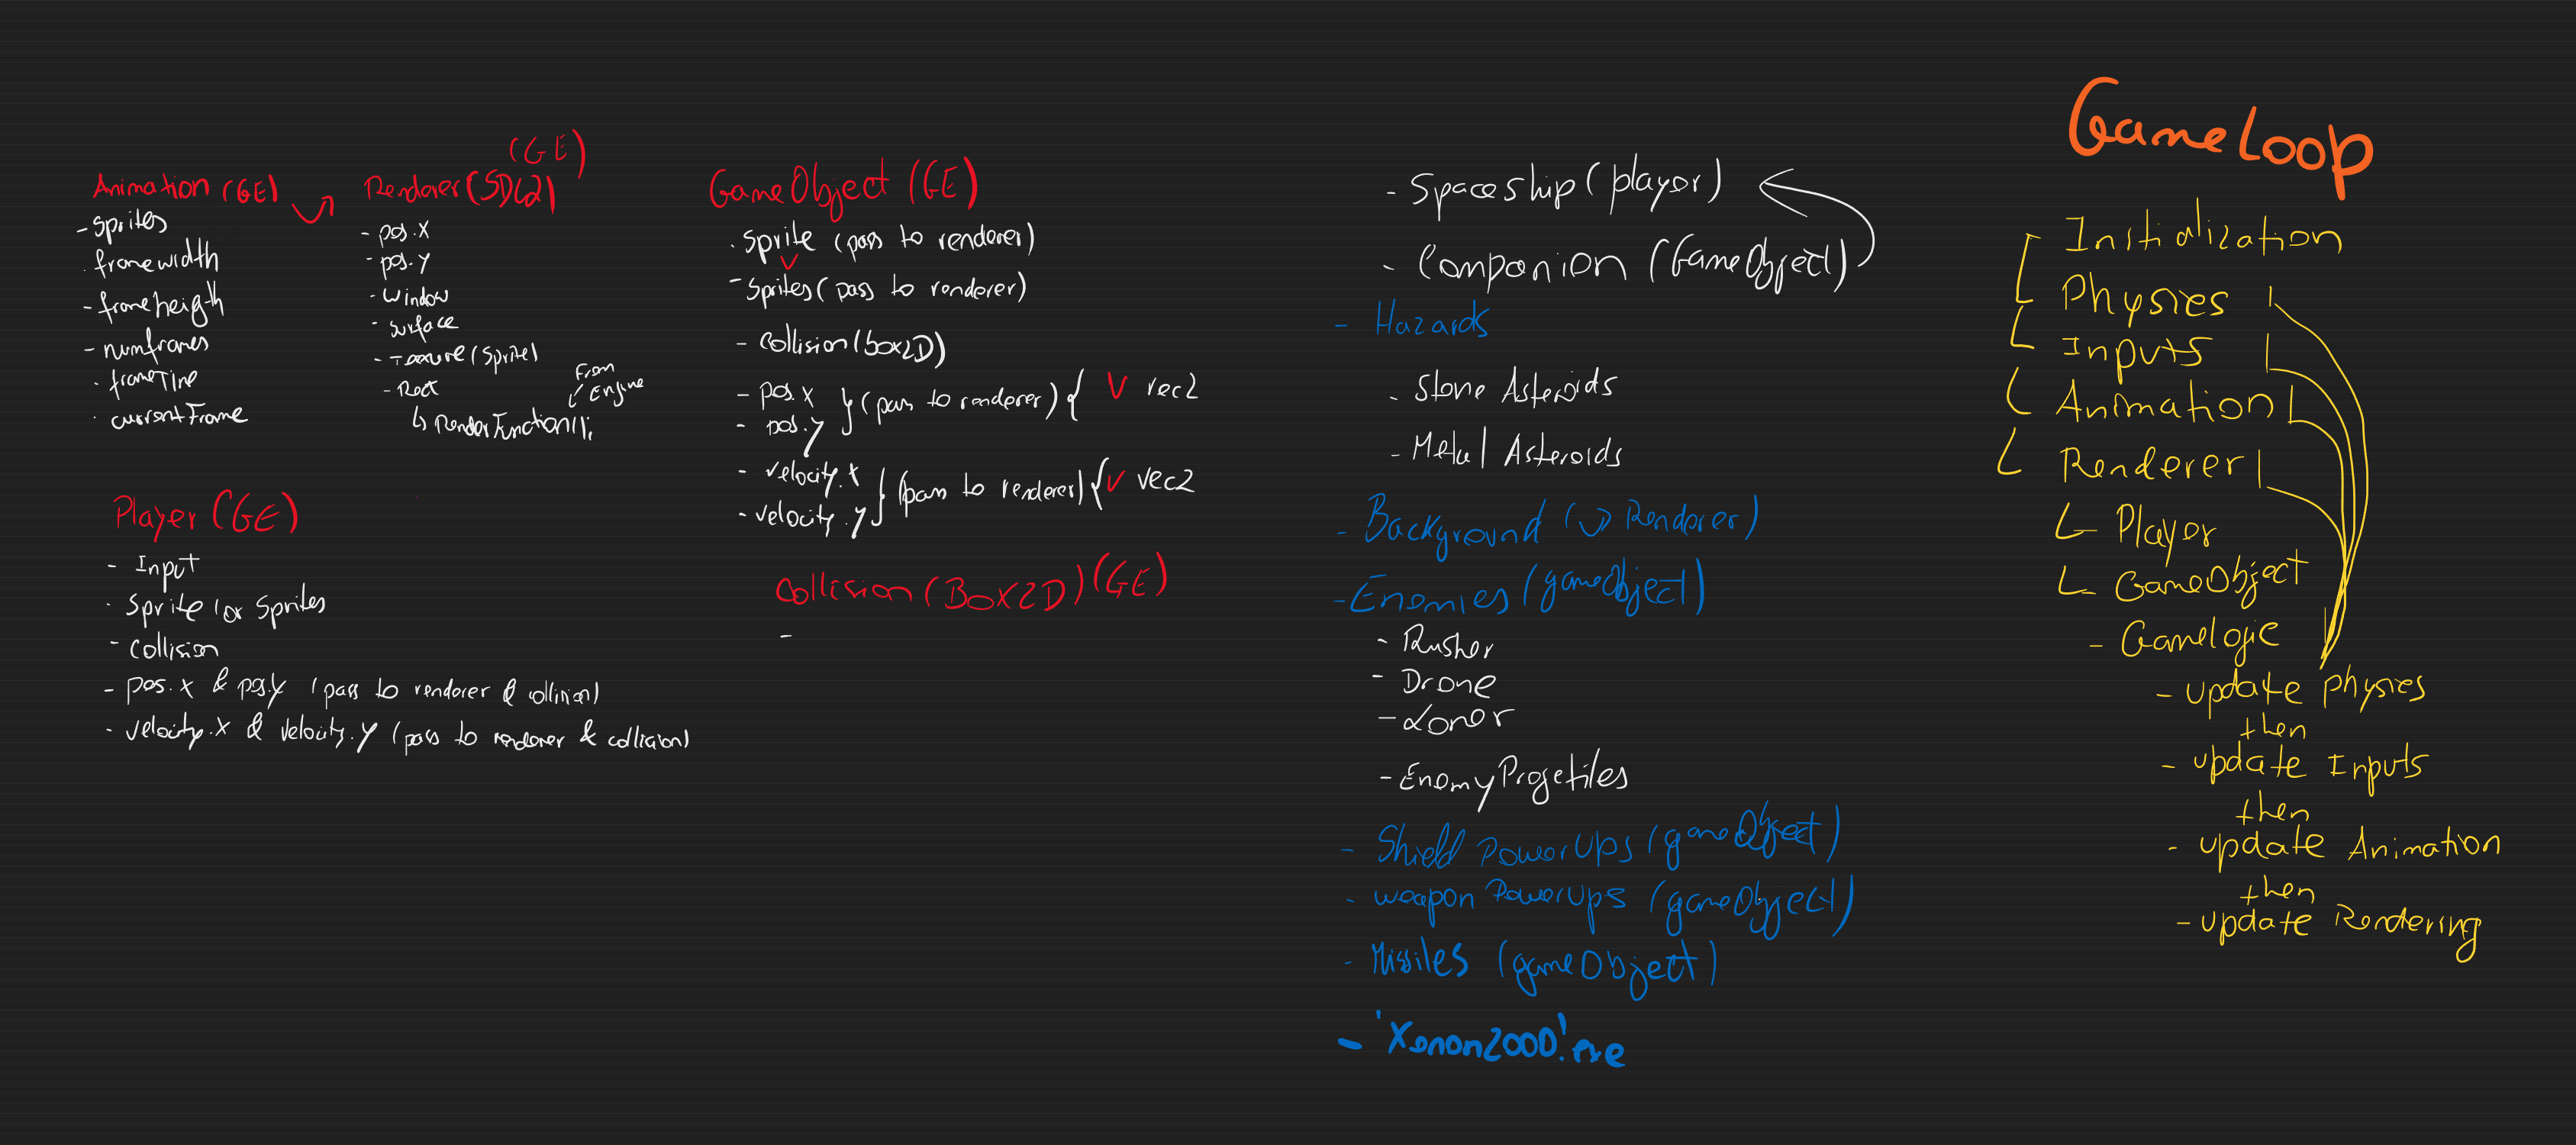 Animation (GE)
- Sprites
- framewidth
- frameheigth
- numframes
- frameTime
- currentFrame
(GE)
Renderer (SDL2)
- pos.x
- pos.y
- window
- surface
- Texture (Sprite)
- Rect
From Engine
RenderFunction();
Player (GE)
- Input
- Sprite (or Sprites
- Collision
- pos.x & pos.y (pass to renderer & collision)
- velocity.x & velocity.y (pass to renderer & collision)
GameObject (GE)
- Sprite (pass to renderer)
- Sprites (pass to renderer)
- Collision (box2D)
- pos.x } (pass to renderer) { V vec2
- pos.y
- velocity.x } (pass to renderer) { V vec2
- velocity.y
Collision (BOX2D) (GE)
-
- Spaceship (player)
- Companion (GameObject)
- Hazards
- Stone Asteroids
- Metal Asteroids
- Background (-> Renderer)
- Enemies (gameObject)
- Rusher
- Drone
- Loner
- EnemyProjetiles
- Shield PowerUps (gameObject)
- weapon PowerUps (gameObject)
- Missiles (gameObject)
- 'Xenon2000'.exe
GameLoop
Initialization
Physics
Inputs
Animation
Renderer
Player
GameObject
- Gamelogic
- update physics
then
- update Inputs
then
- update Animation
then
- update Rendering